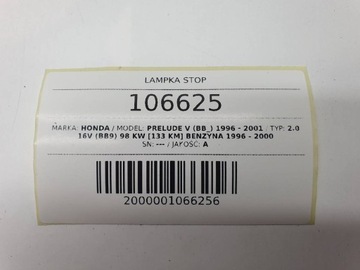 LAMPKA STOP
106625
MARKA: HONDA / MODEL: PRELUDE V (BB_) 1996 - 2001 / TYP: 2.0
16V (BB9) 98 KW [133 KM] BENZYNA 1996 - 2000
SN: --- / JAKOŚĆ: A
2000001066256